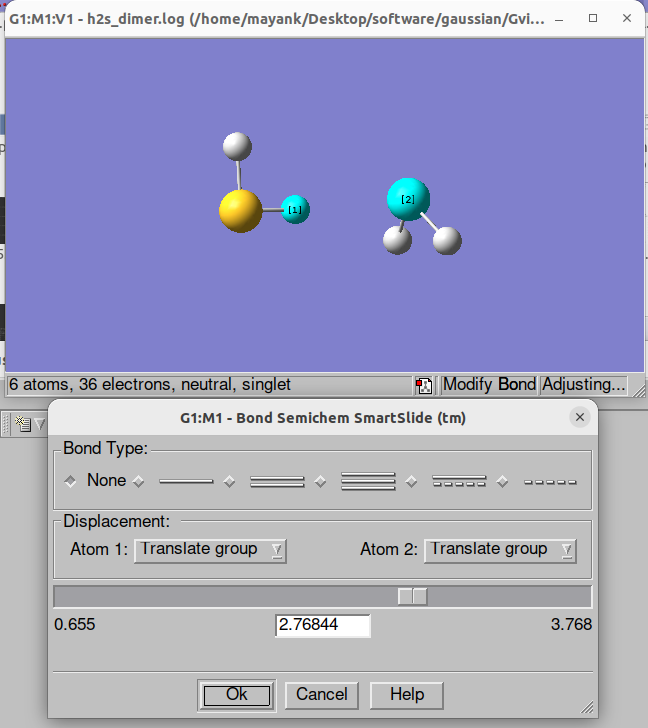 G1:M1:V1 - h2s_dimer.log (/home/mayank/Desktop/software/gaussian/Gvi...
[1]
[2]
6 atoms, 36 electrons, neutral, singlet
Modify Bond
Adjusting...
G1:M1 - Bond Semichem SmartSlide (tm)
Bond Type:
None
Displacement:
Atom 1: Translate group
Atom 2: Translate group
0.655 2.76844 3.768
Ok Cancel Help